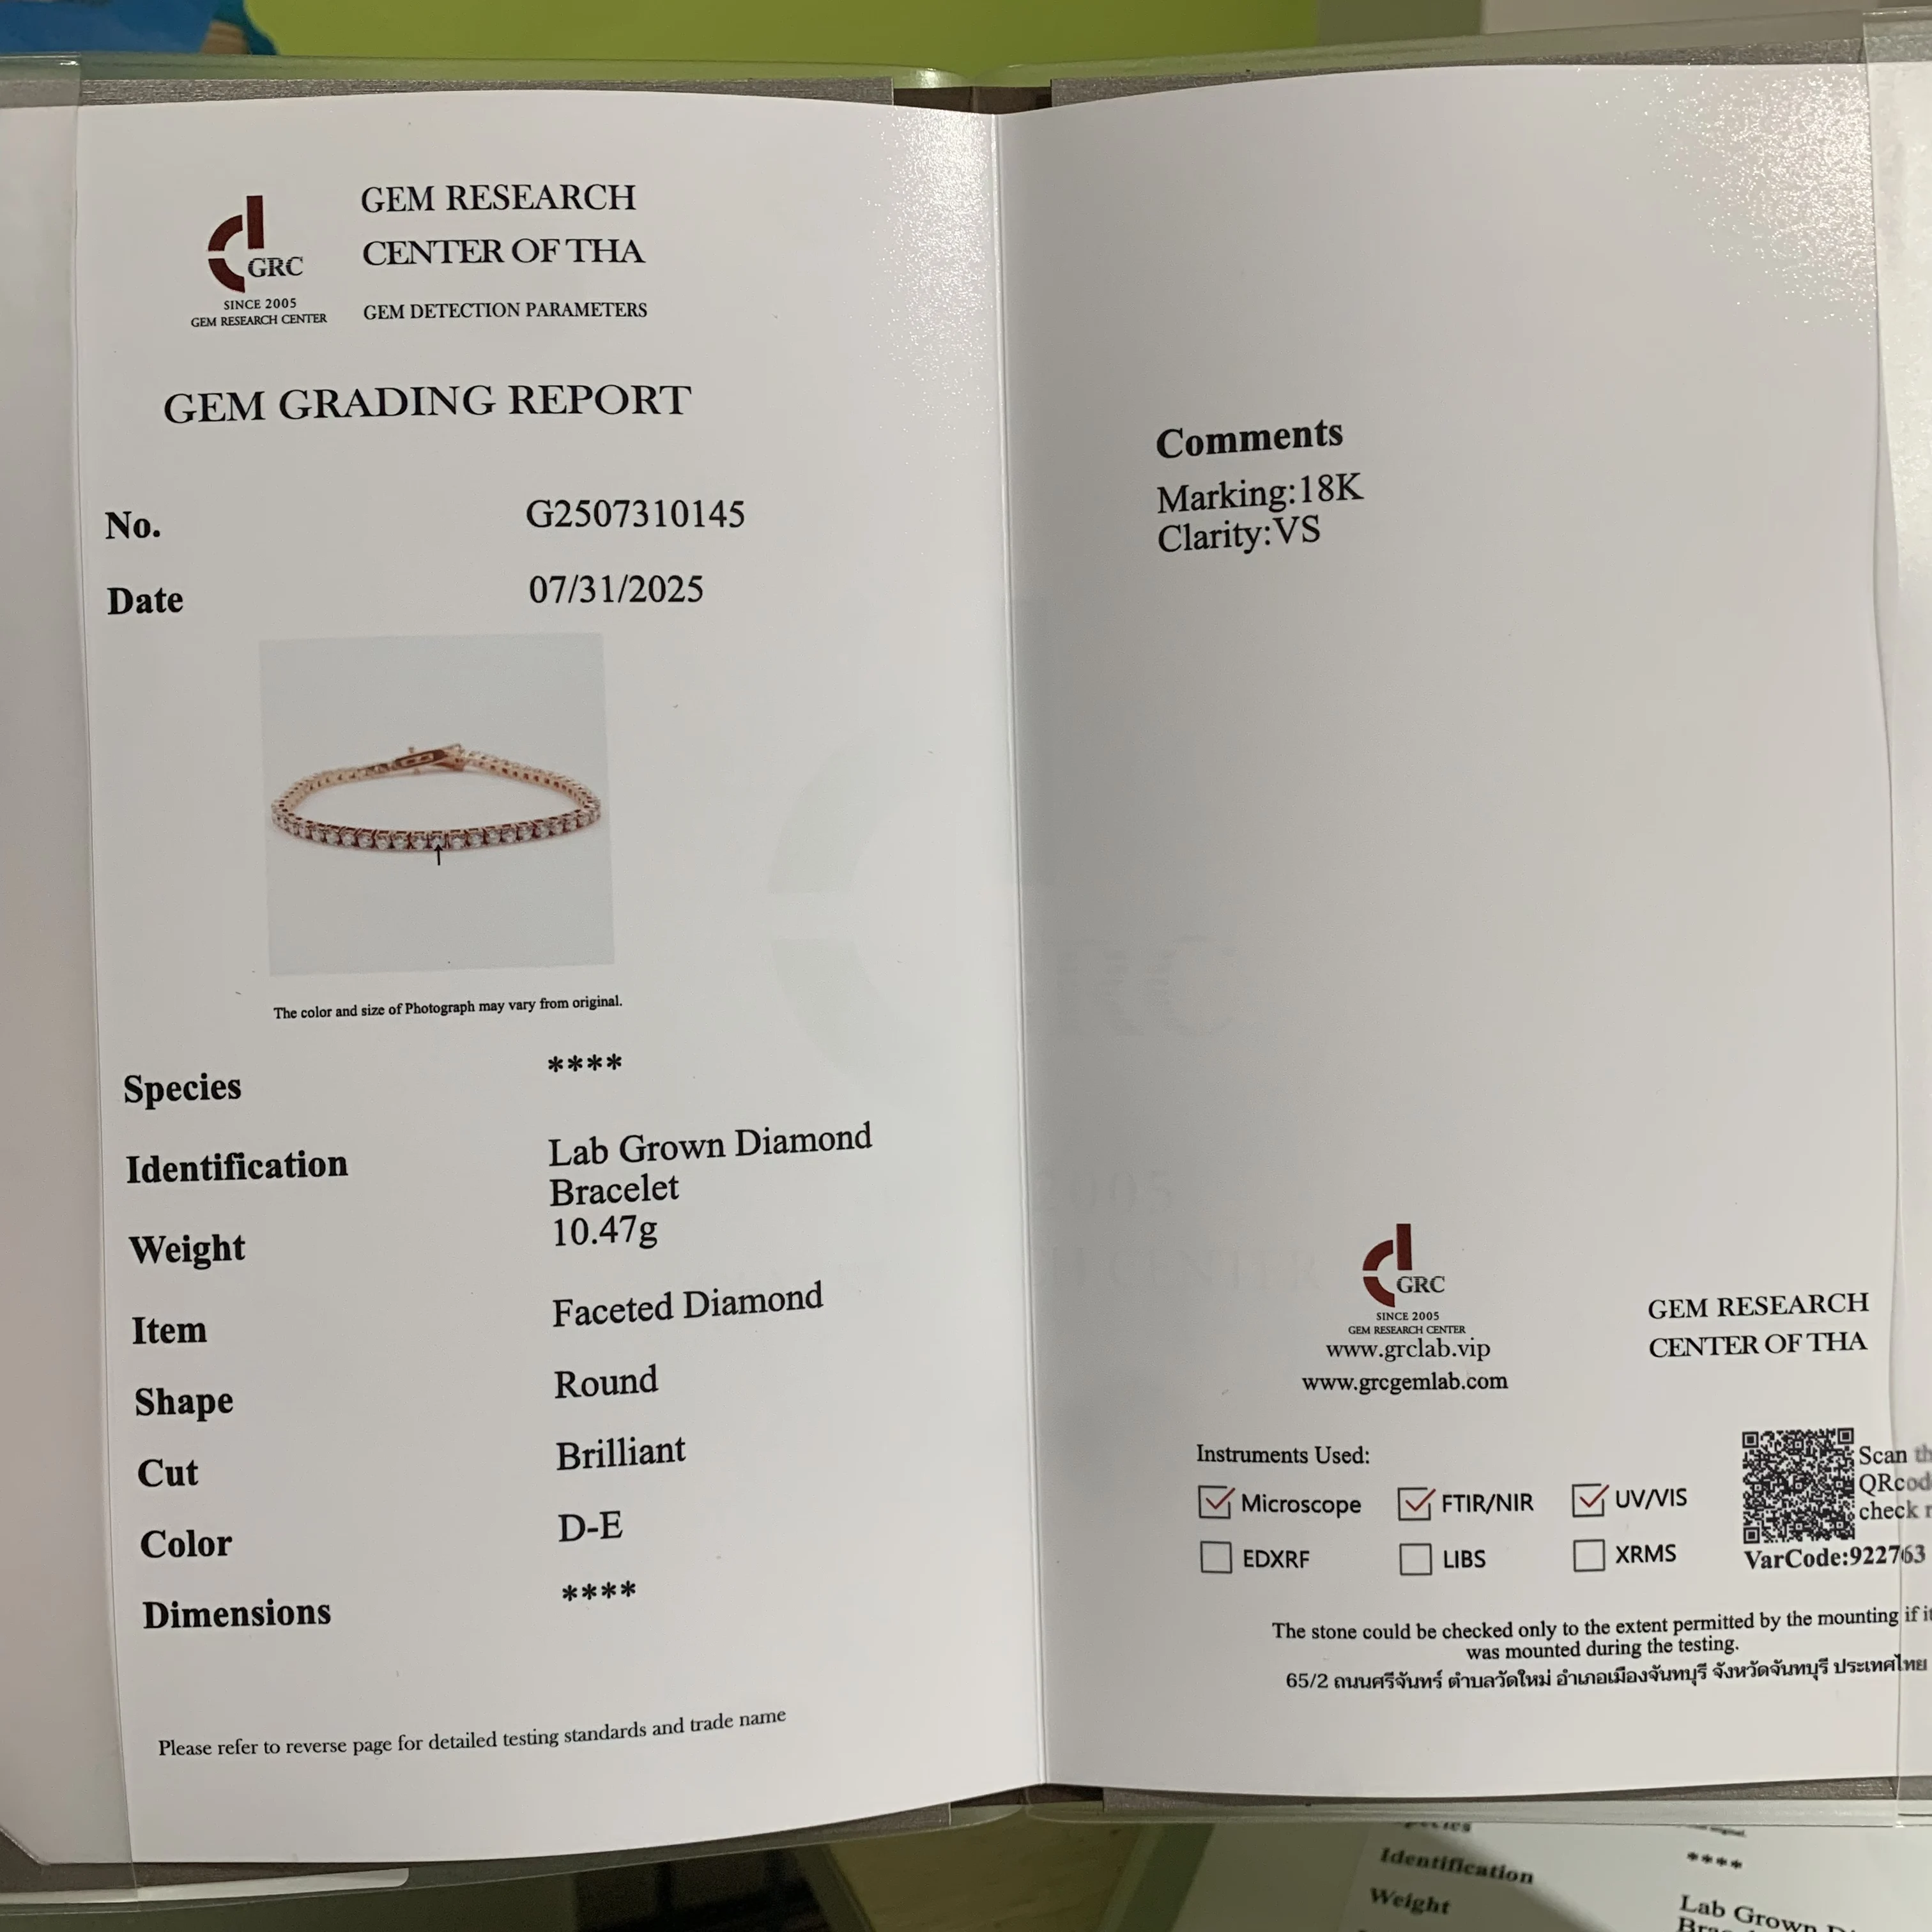 GRC
SINCE 2005
GEM RESEARCH CENTER
GEM RESEARCH
CENTER OF THA
GEM DETECTION PARAMETERS
GEM GRADING REPORT
No. G2507310145
Date 07/31/2025
The color and size of Photograph may vary from original.
Species ****
Identification Lab Grown Diamond
Bracelet
Weight 10.47g
Item Faceted Diamond
Shape Round
Cut Brilliant
Color D-E
Dimensions ****
Please refer to reverse page for detailed testing standards and trade name
Comments
Marking:18K
Clarity:VS
GRC
SINCE 2005
GEM RESEARCH CENTER
www.grclab.vip
www.grcgemlab.com
GEM RESEARCH
CENTER OF THA
Instruments Used:
Microscope FTIR/NIR UV/VIS
EDXRF LIBS XRMS
Scan th
QRcod
check r
VarCode:922763
The stone could be checked only to the extent permitted by the mounting if it
was mounted during the testing.
65/2 ถนนศรีจันทร์ ตำบลวัดใหม่ อำเภอเมืองจันทบุรี จังหวัดจันทบุรี ประเทศไทย
Identification
Weight
****
Lab Grown